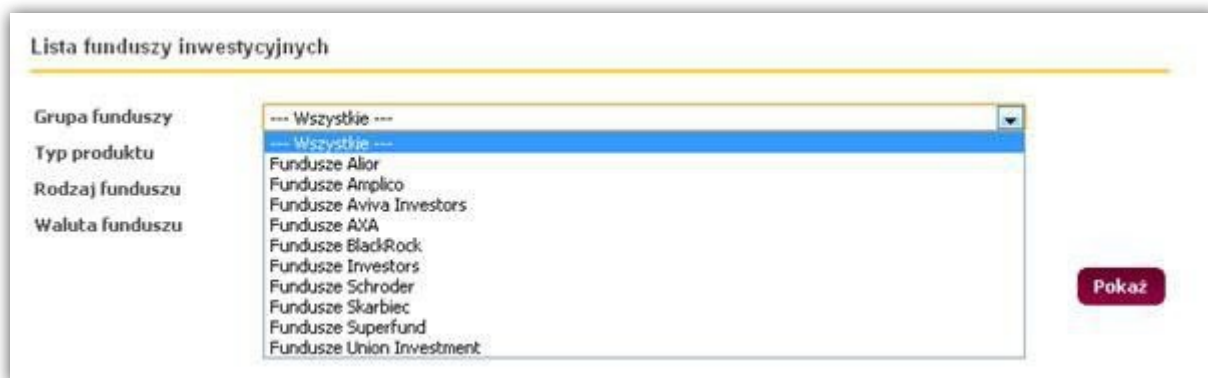 Lista funduszy inwestycyjnych
Grupa funduszy
--- Wszystkie ---
--- Wszystkie ---
Typ produktu
Fundusze Alior
Fundusze Amplico
Rodzaj funduszu
Fundusze Aviva Investors
Waluta funduszu
Fundusze AXA
Fundusze BlackRock
Fundusze Investors
Fundusze Schroder
Pokaż
Fundusze Skarbiec
Fundusze Superfund
Fundusze Union Investment